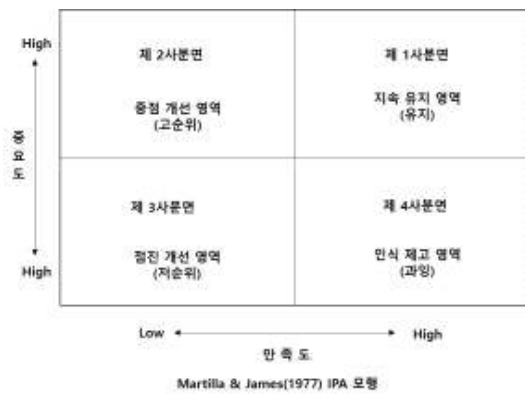 High
제 2사분면
제 1사분면
중점 개선 영역
(고순위)
지속 유지 영역
(유지)
중요도
제 3사분면
제 4사분면
점진 개선 영역
(저순위)
인식 제고 영역
(과잉)
High
Low
High
만 족 도
Martilla & James(1977) IPA 모형